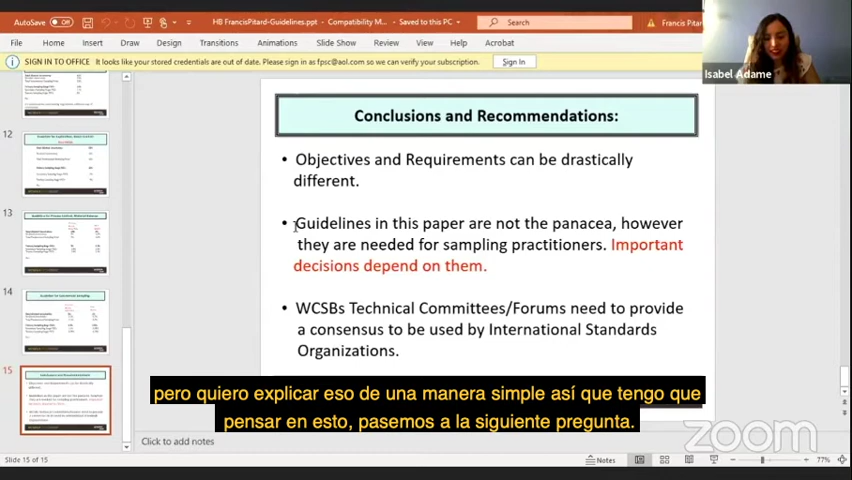 AutoSave Off
HB FrancisPitard-Guidelines.ppt - Compatibility M... - Saved to this PC
Search
Francis Pitard
File Home Insert Draw Design Transitions Animations Slide Show Review View Help Acrobat
SIGN IN TO OFFICE It looks like your stored credentials are out of date. Please sign in as fpsc@aol.com so we can verify your subscription. Sign In
Isabel Adame
12
13
14
15
Conclusions and Recommendations:
• Objectives and Requirements can be drastically
different.
• Guidelines in this paper are not the panacea, however
they are needed for sampling practitioners. Important
decisions depend on them.
• WCSBs Technical Committees/Forums need to provide
a consensus to be used by International Standards
Organizations.
pero quiero explicar eso de una manera simple así que tengo que
pensar en esto, pasemos a la siguiente pregunta.
zoom
Click to add notes
Slide 15 of 15
Notes
77%